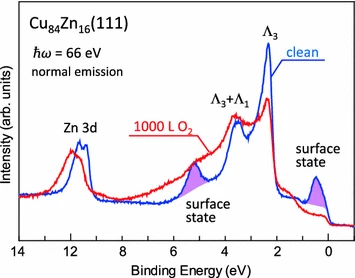 Cu₈₄Zn₁₆(111)
ħω = 66 eV
normal emission
Λ₃
clean
Λ₃+Λ₁
Zn 3d
1000 L O₂
surface
state
surface
state
Intensity (arb. units)
14 12 10 8 6 4 2 0
Binding Energy (eV)